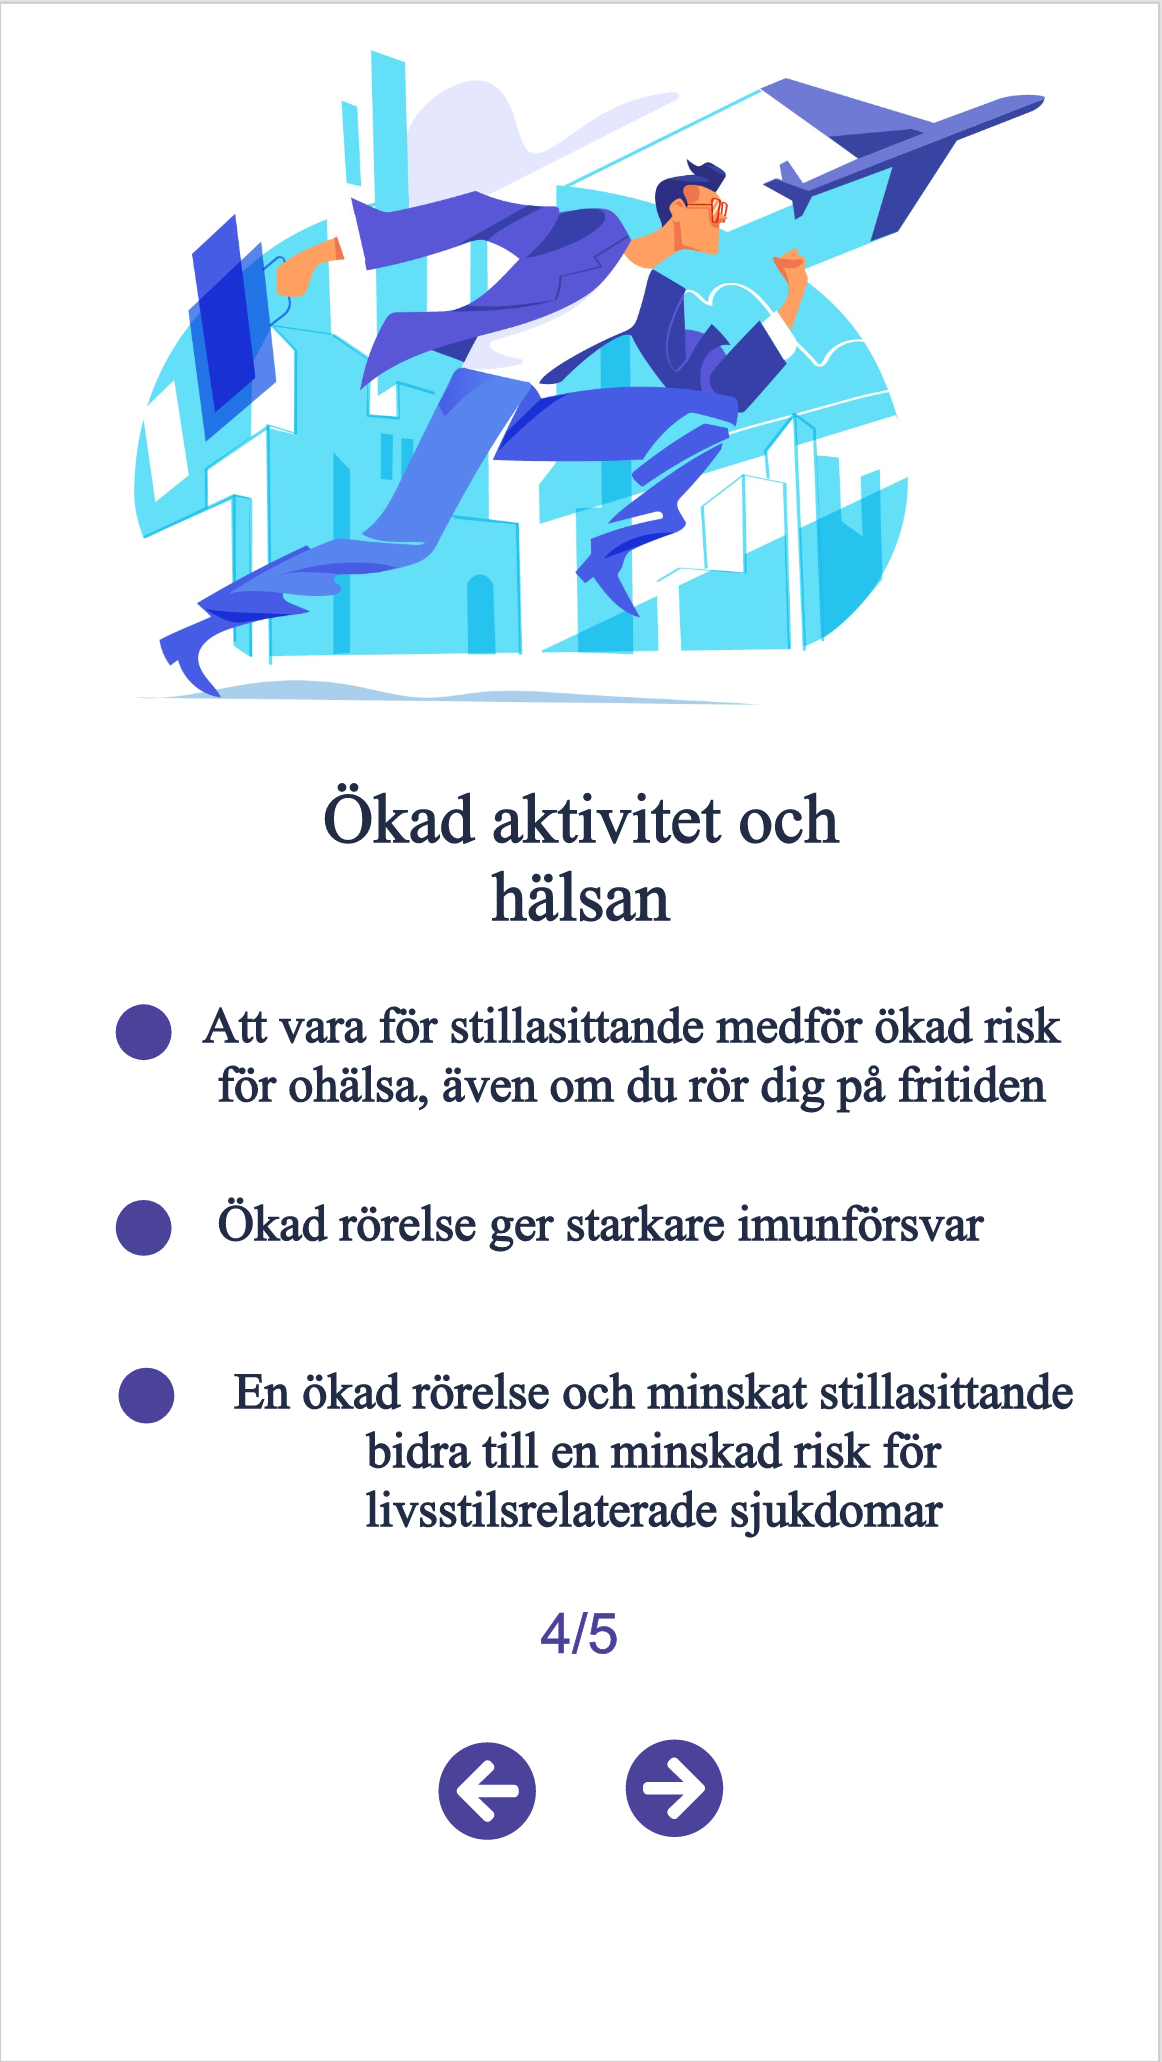 Ökad aktivitet och
hälsan
Att vara för stillasittande medför ökad risk
för ohälsa, även om du rör dig på fritiden
Ökad rörelse ger starkare imunförsvar
En ökad rörelse och minskat stillasittande
bidra till en minskad risk för
livsstilsrelaterade sjukdomar
4/5